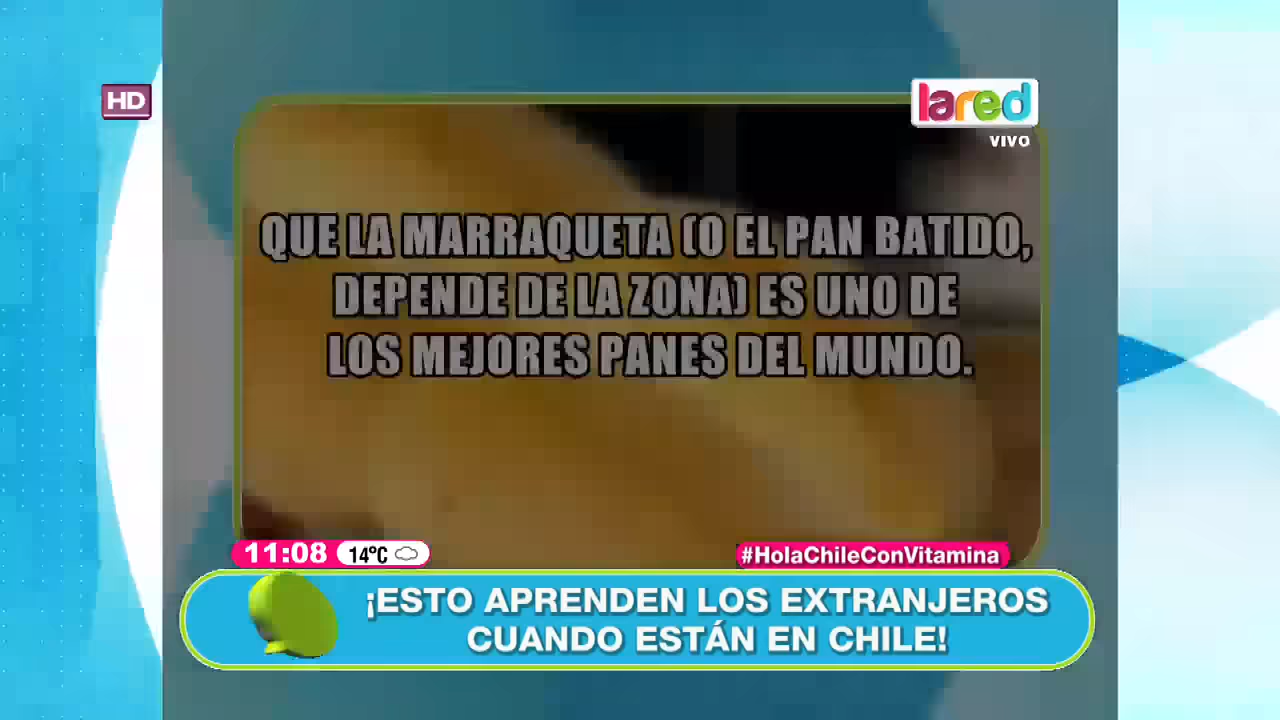 HD
lared
VIVO
QUE LA MARRAQUETA (O EL PAN BATIDO,
DEPENDE DE LA ZONA) ES UNO DE
LOS MEJORES PANES DEL MUNDO.
11:08 14ºC
#HolaChileConVitamina
¡ESTO APRENDEN LOS EXTRANJEROS
CUANDO ESTÁN EN CHILE!